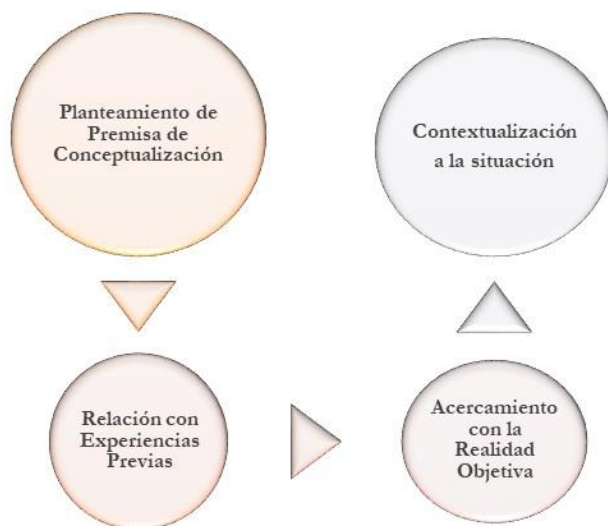 Planteamiento de
Premisa de
Conceptualización
Relación con
Experiencias
Previas
Acercamiento
con la
Realidad
Objetiva
Contextualización
a la situación